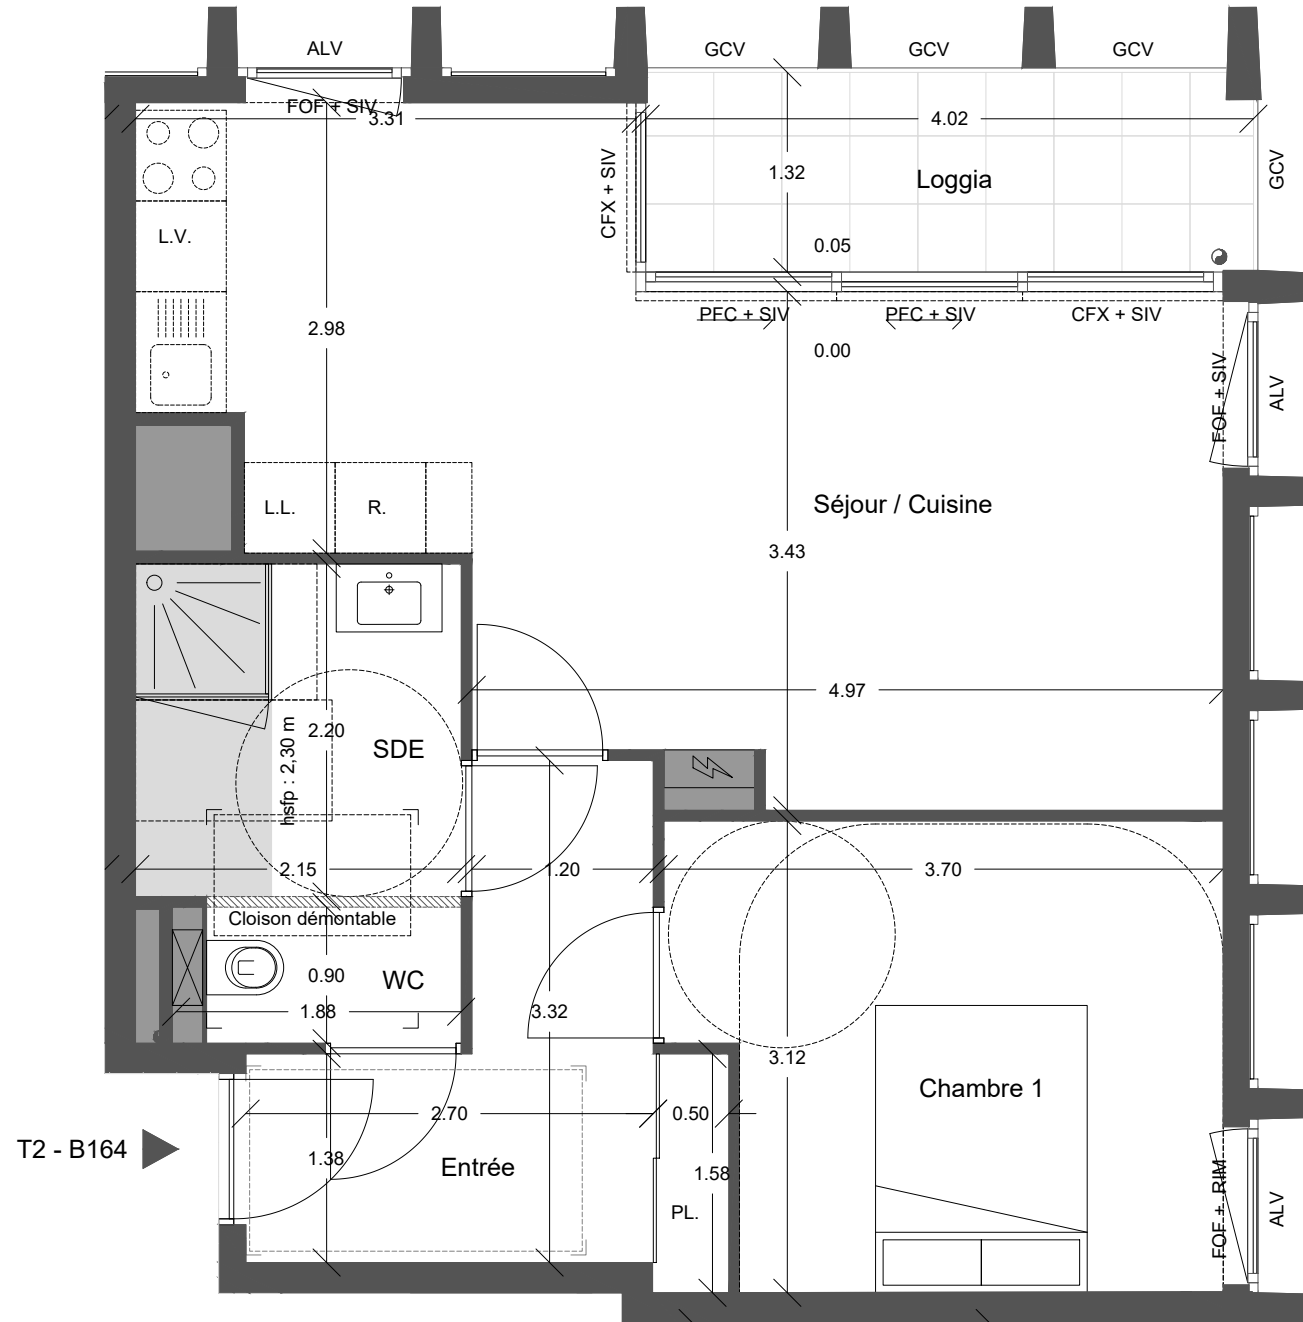 ALV
GCV
GCV
GCV
FOF + SIV
3.31
4.02
CFX + SIV
1.32
Loggia
GCV
L.V.
0.05
PFC + SIV
PFC + SIV
CFX + SIV
2.98
0.00
FOF + SIV
ALV
L.L.
R.
Séjour / Cuisine
3.43
4.97
2.20
SDE
hsfp : 2,30 m
2.15
1.20
3.70
Cloison démontable
0.90
WC
1.88
3.32
3.12
Chambre 1
2.70
0.50
T2 - B164
1.38
Entrée
1.58
PL.
FOF + RIM
ALV